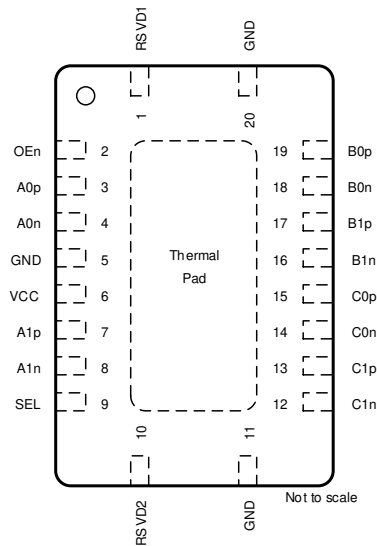 RSVD1
GND
1
20
OEn 2 19 B0p
A0p 3 18 B0n
A0n 4 17 B1p
GND 5 16 B1n
VCC 6 15 C0p
A1p 7 14 C0n
A1n 8 13 C1p
SEL 9 12 C1n
Thermal
Pad
10
11
RSVD2
GND
Not to scale